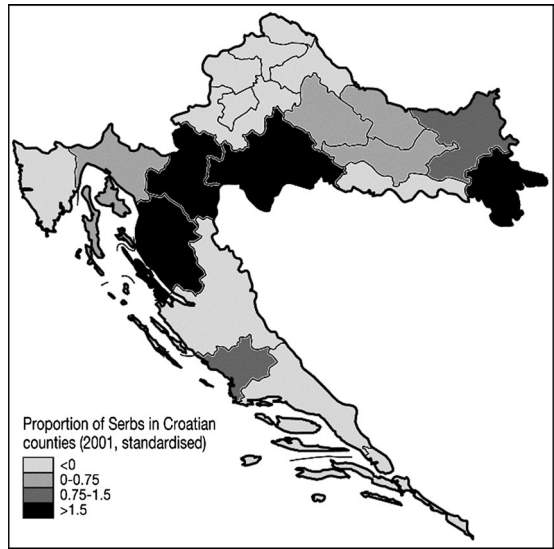 Proportion of Serbs in Croatian
counties (2001, standardised)
<0
0-0.75
0.75-1.5
>1.5